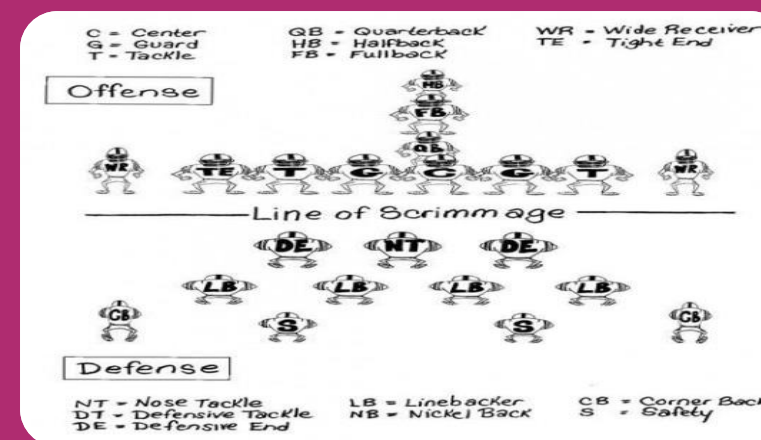 C = Center
G = Guard
T = Tackle
QB = Quarterback
HB = Halfback
FB = Fullback
WR = Wide Receiver
TE = Tight End
Offense
HB
FB
QB
WR TE T G C G T WR
Line of Scrimmage
DE NT DE
LB LB LB LB
CB S S CB
Defense
NT = Nose Tackle
DT = Defensive Tackle
DE = Defensive End
LB = Linebacker
NB = Nickel Back
CB = Corner Back
S = Safety